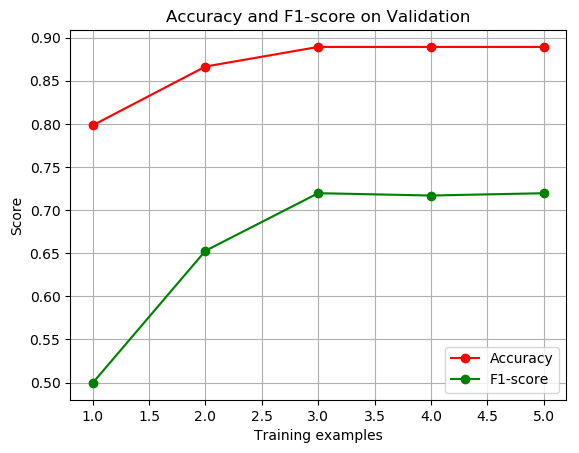 Accuracy and F1-score on Validation
0.90
0.85
0.80
0.75
0.70
0.65
0.60
0.55
0.50
Score
Accuracy
F1-score
1.0 1.5 2.0 2.5 3.0 3.5 4.0 4.5 5.0
Training examples